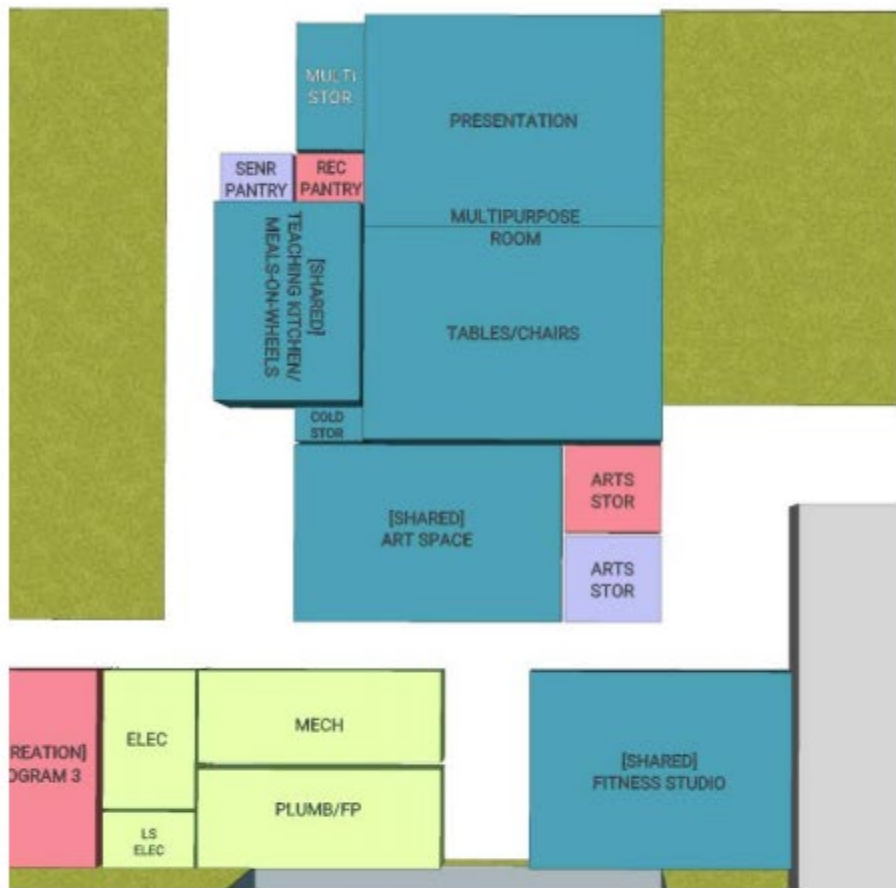 MULTI
STOR
PRESENTATION
SENR
PANTRY
REC
PANTRY
MULTIPURPOSE
ROOM
[SHARED]
TEACHING KITCHEN/
MEALS-ON-WHEELS
TABLES/CHAIRS
COLD
STOR
ARTS
STOR
[SHARED]
ART SPACE
ARTS
STOR
ELEC
MECH
REATION]
OGRAM 3
[SHARED]
FITNESS STUDIO
PLUMB/FP
LS
ELEC